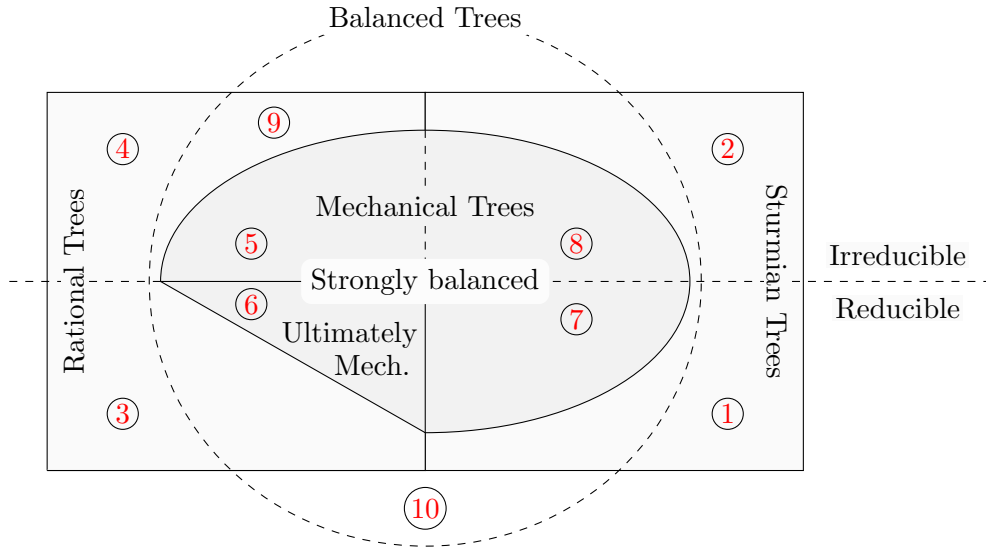 Balanced Trees
9
4
2
Rational Trees
Mechanical Trees
Sturmian Trees
5
8
Irreducible
Strongly balanced
6
7
Reducible
Ultimately
Mech.
3
1
10